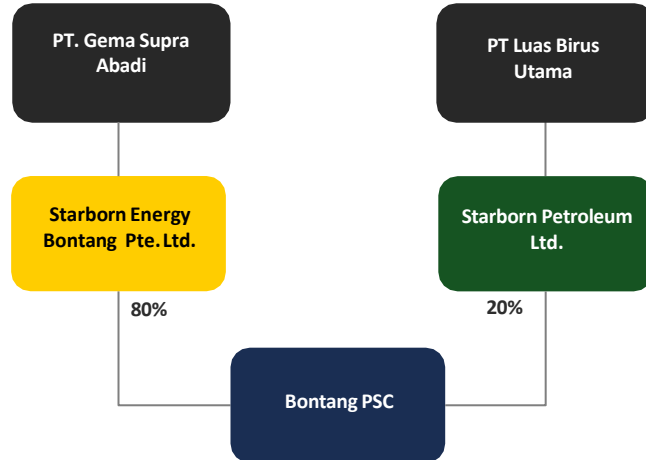 PT. Gema Supra
Abadi
PT Luas Birus
Utama
Starborn Energy
Bontang Pte. Ltd.
Starborn Petroleum
Ltd.
80%
20%
Bontang PSC